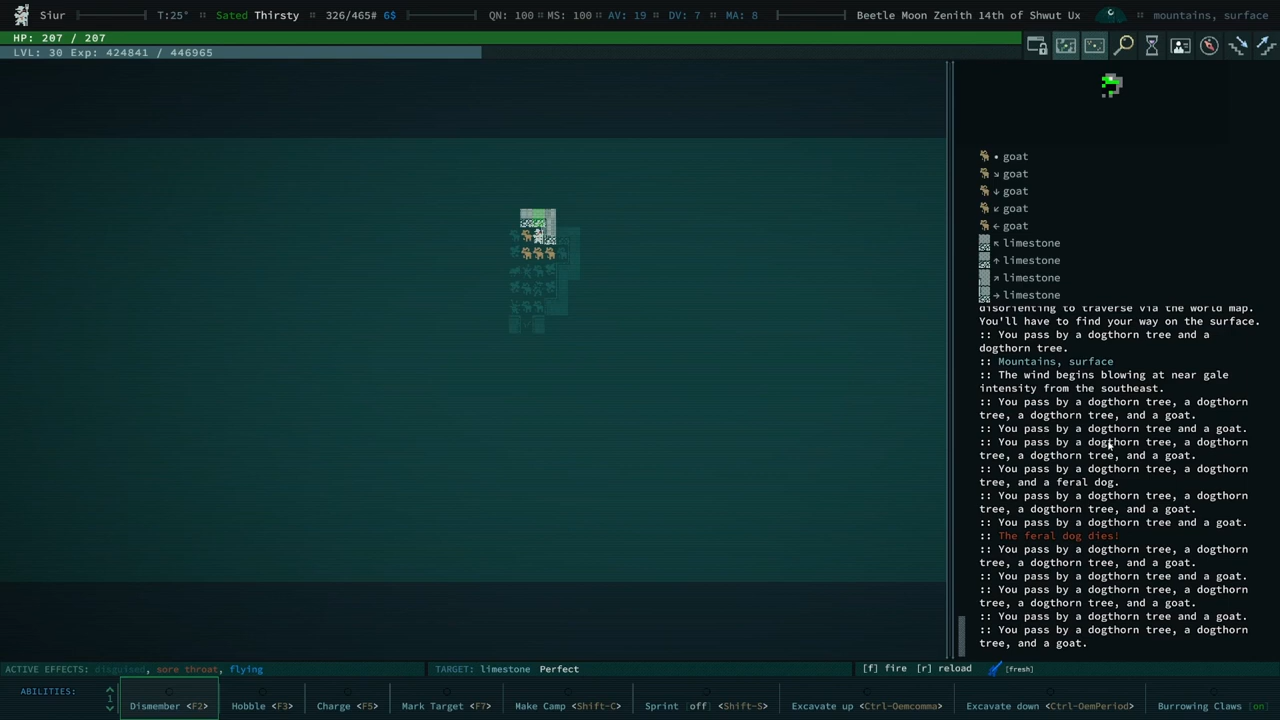 Siur T:25° :: Sated Thirsty :: 326/465# 6$ QN: 100 :: MS: 100 :: AV: 19 :: DV: 7 :: MA: 8 Beetle Moon Zenith 14th of Shwut Ux :: mountains, surface
HP: 207 / 207
LVL: 30 Exp: 424841 / 446965
• goat
↘ goat
↓ goat
↙ goat
← goat
↖ limestone
↑ limestone
↗ limestone
→ limestone
disorienting to traverse via the world map.
You'll have to find your way on the surface.
:: You pass by a dogthorn tree and a
dogthorn tree.
:: Mountains, surface
:: The wind begins blowing at near gale
intensity from the southeast.
:: You pass by a dogthorn tree, a dogthorn
tree, a dogthorn tree, and a goat.
:: You pass by a dogthorn tree and a goat.
:: You pass by a dogthorn tree, a dogthorn
tree, a dogthorn tree, and a goat.
:: You pass by a dogthorn tree, a dogthorn
tree, and a feral dog.
:: You pass by a dogthorn tree, a dogthorn
tree, a dogthorn tree, and a goat.
:: You pass by a dogthorn tree and a goat.
:: The feral dog dies!
:: You pass by a dogthorn tree, a dogthorn
tree, a dogthorn tree, and a goat.
:: You pass by a dogthorn tree and a goat.
:: You pass by a dogthorn tree, a dogthorn
tree, a dogthorn tree, and a goat.
:: You pass by a dogthorn tree and a goat.
:: You pass by a dogthorn tree, a dogthorn
tree, and a goat.
ACTIVE EFFECTS: disguised, sore throat, flying TARGET: limestone Perfect [f] fire [r] reload [fresh]
ABILITIES: 1 Dismember <F2> Hobble <F3> Charge <F5> Mark Target <F7> Make Camp <Shift-C> Sprint [off] <Shift-S> Excavate up <Ctrl-Oemcomma> Excavate down <Ctrl-OemPeriod> Burrowing Claws [on]